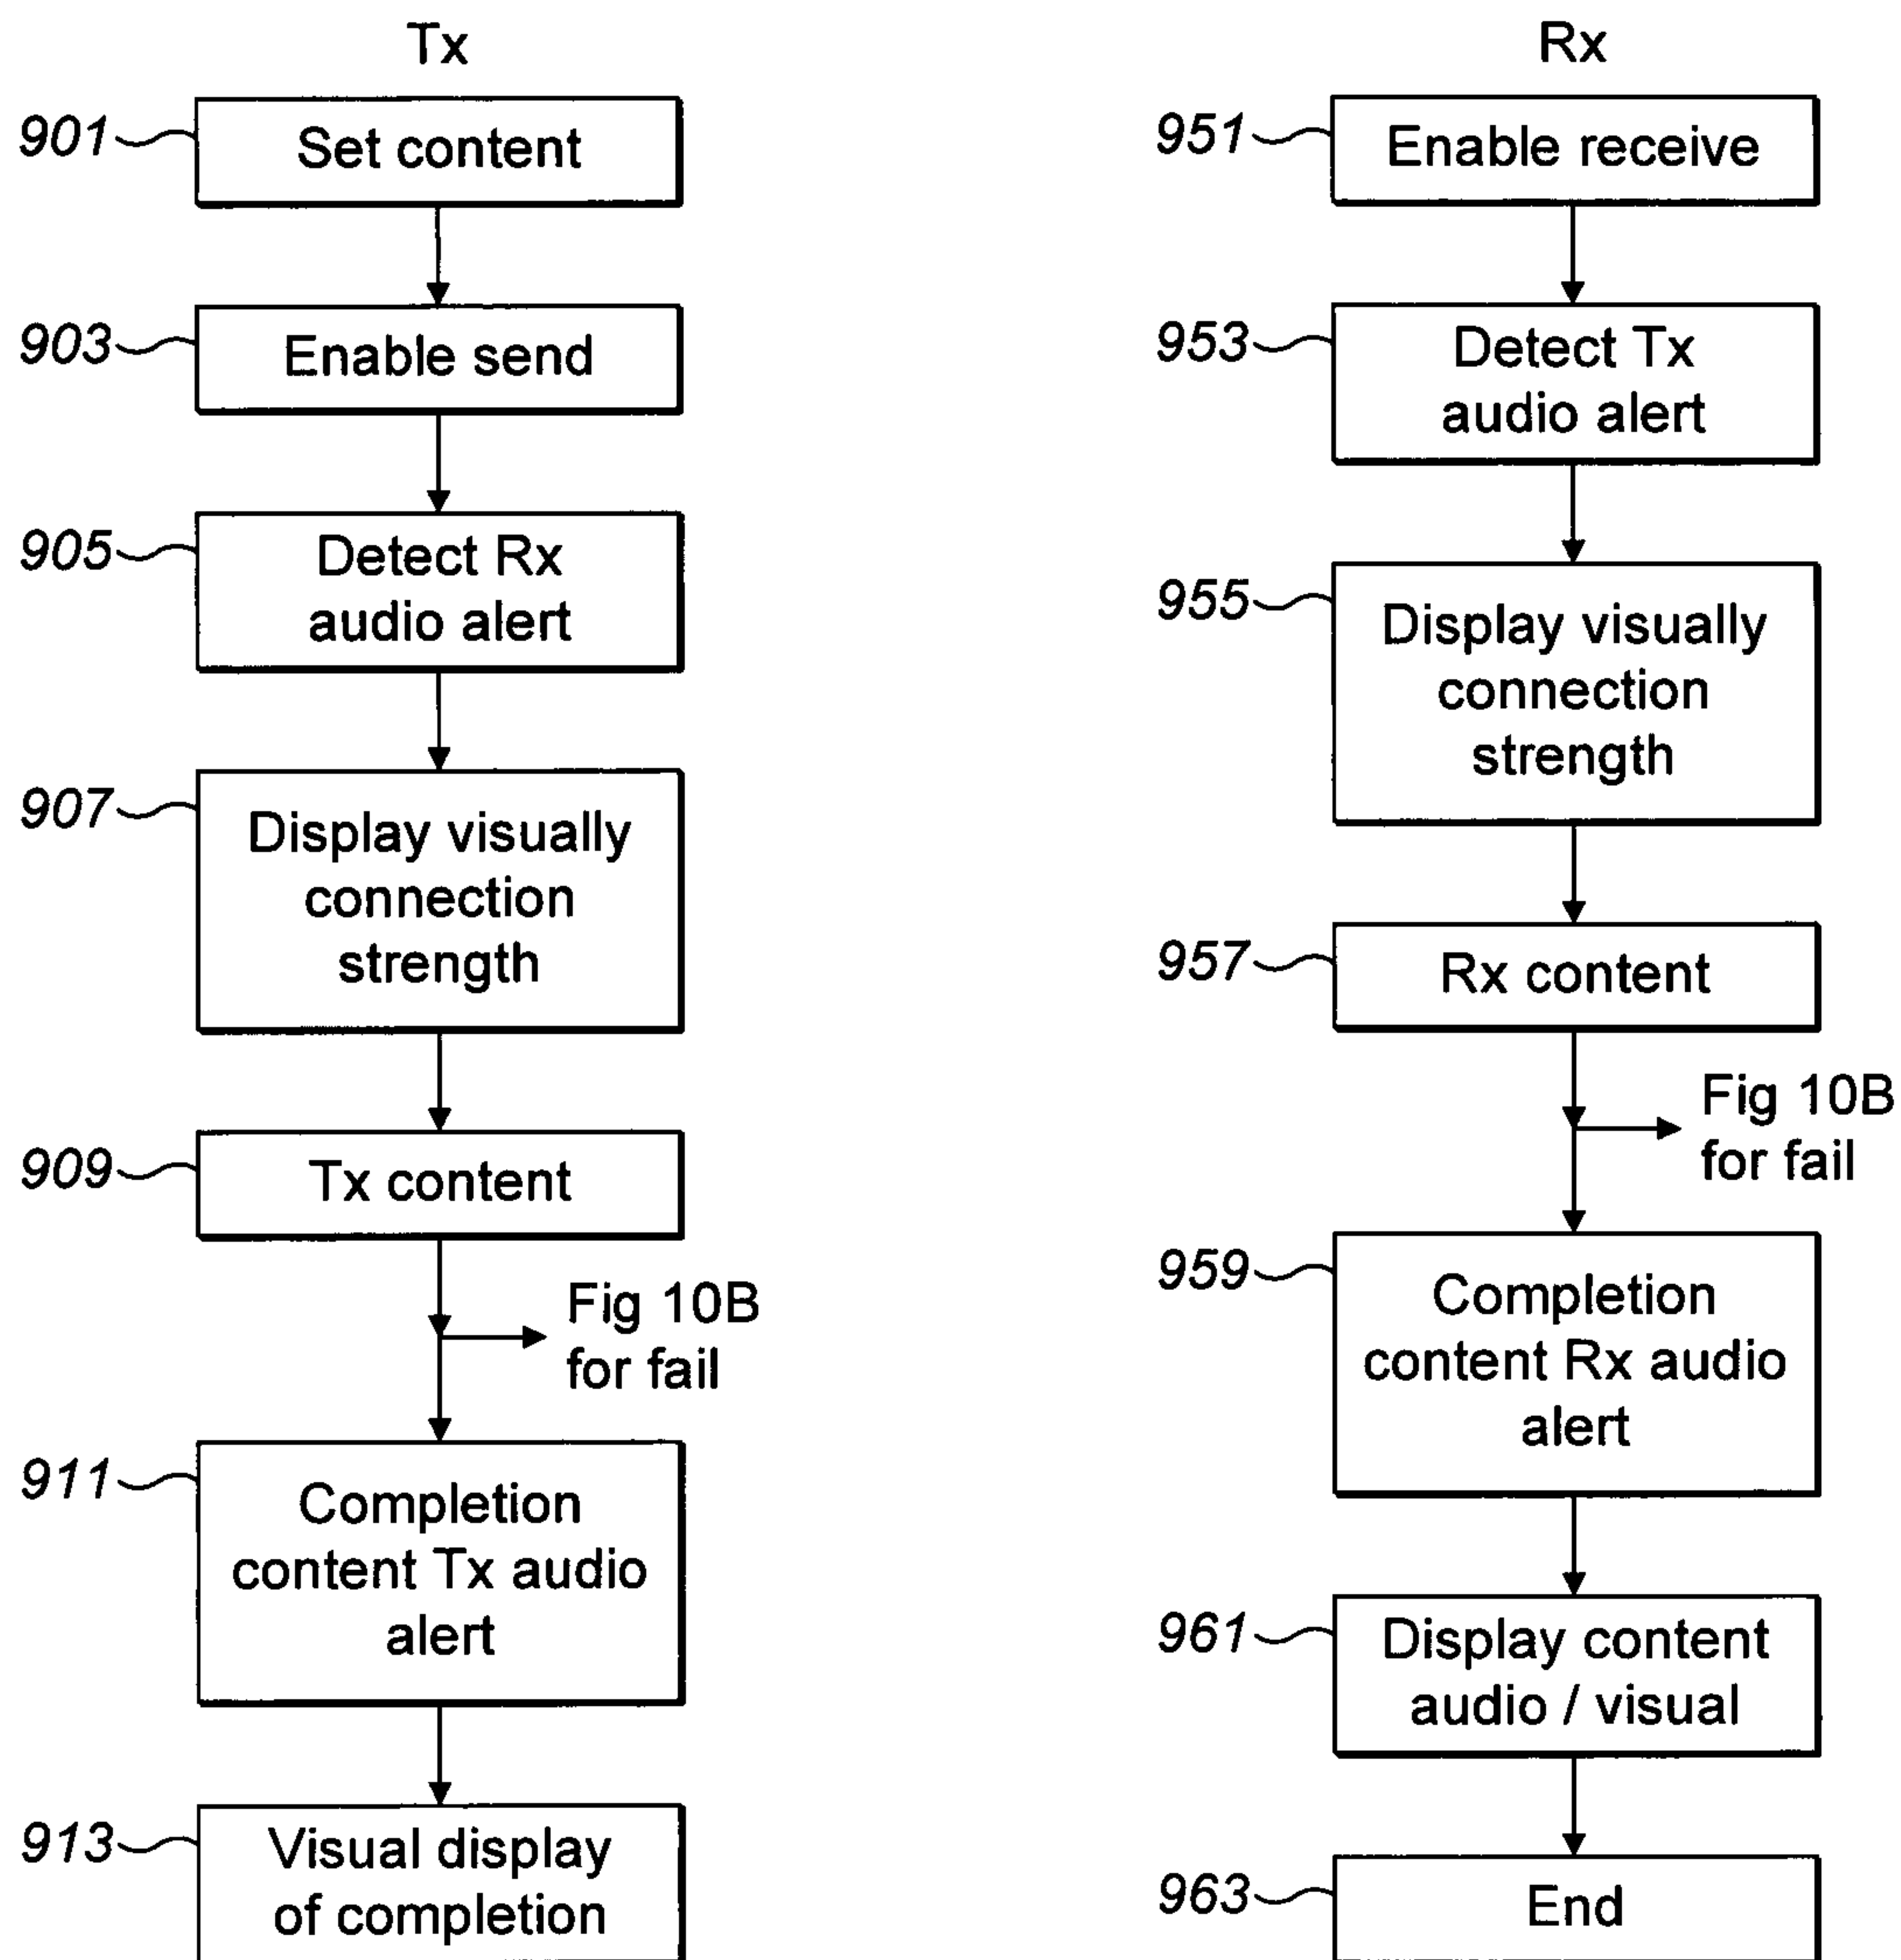 Tx
901
Set content
903
Enable send
905
Detect Rx
audio alert
907
Display visually
connection
strength
909
Tx content
Fig 10B
for fail
911
Completion
content Tx audio
alert
913
Visual display
of completion
Rx
951
Enable receive
953
Detect Tx
audio alert
955
Display visually
connection
strength
957
Rx content
Fig 10B
for fail
959
Completion
content Rx audio
alert
961
Display content
audio / visual
963
End